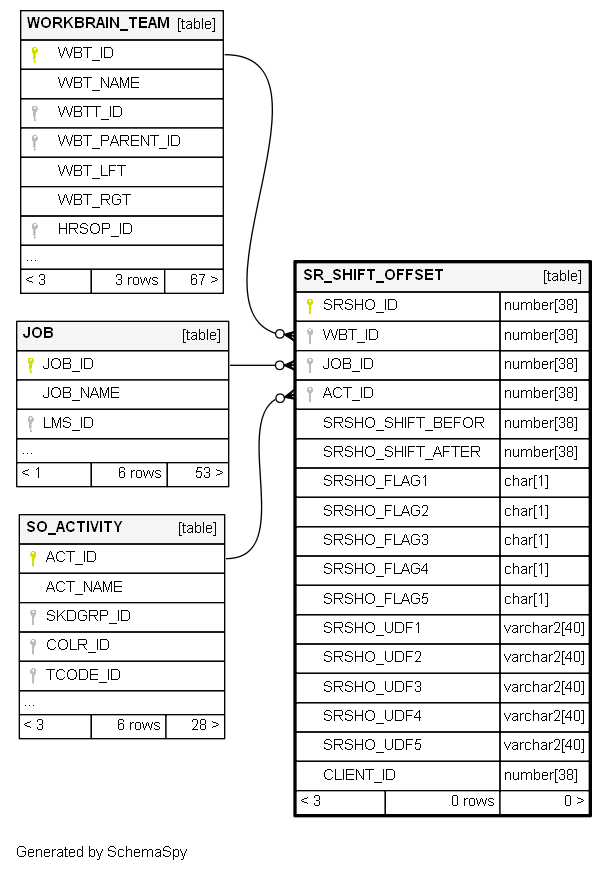 WORKBRAIN_TEAM [table]
WBT_ID
WBT_NAME
WBTT_ID
WBT_PARENT_ID
WBT_LFT
WBT_RGT
HRSOP_ID
...
< 3 3 rows 67 >
JOB [table]
JOB_ID
JOB_NAME
LMS_ID
...
< 1 6 rows 53 >
SO_ACTIVITY [table]
ACT_ID
ACT_NAME
SKDGRP_ID
COLR_ID
TCODE_ID
...
< 3 6 rows 28 >
SR_SHIFT_OFFSET [table]
SRSHO_ID number[38]
WBT_ID number[38]
JOB_ID number[38]
ACT_ID number[38]
SRSHO_SHIFT_BEFOR number[38]
SRSHO_SHIFT_AFTER number[38]
SRSHO_FLAG1 char[1]
SRSHO_FLAG2 char[1]
SRSHO_FLAG3 char[1]
SRSHO_FLAG4 char[1]
SRSHO_FLAG5 char[1]
SRSHO_UDF1 varchar2[40]
SRSHO_UDF2 varchar2[40]
SRSHO_UDF3 varchar2[40]
SRSHO_UDF4 varchar2[40]
SRSHO_UDF5 varchar2[40]
CLIENT_ID number[38]
< 3 0 rows 0 >
Generated by SchemaSpy